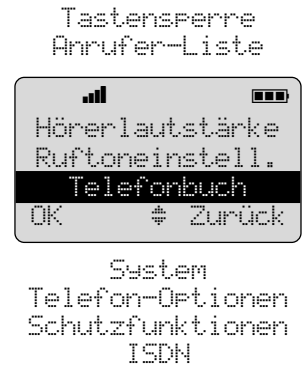 Tastensperre
Anrufer-Liste
Hörerlautstärke
Ruftoneinstell.
Telefonbuch
OK Zurück
System
Telefon-Optionen
Schutzfunktionen
ISDN